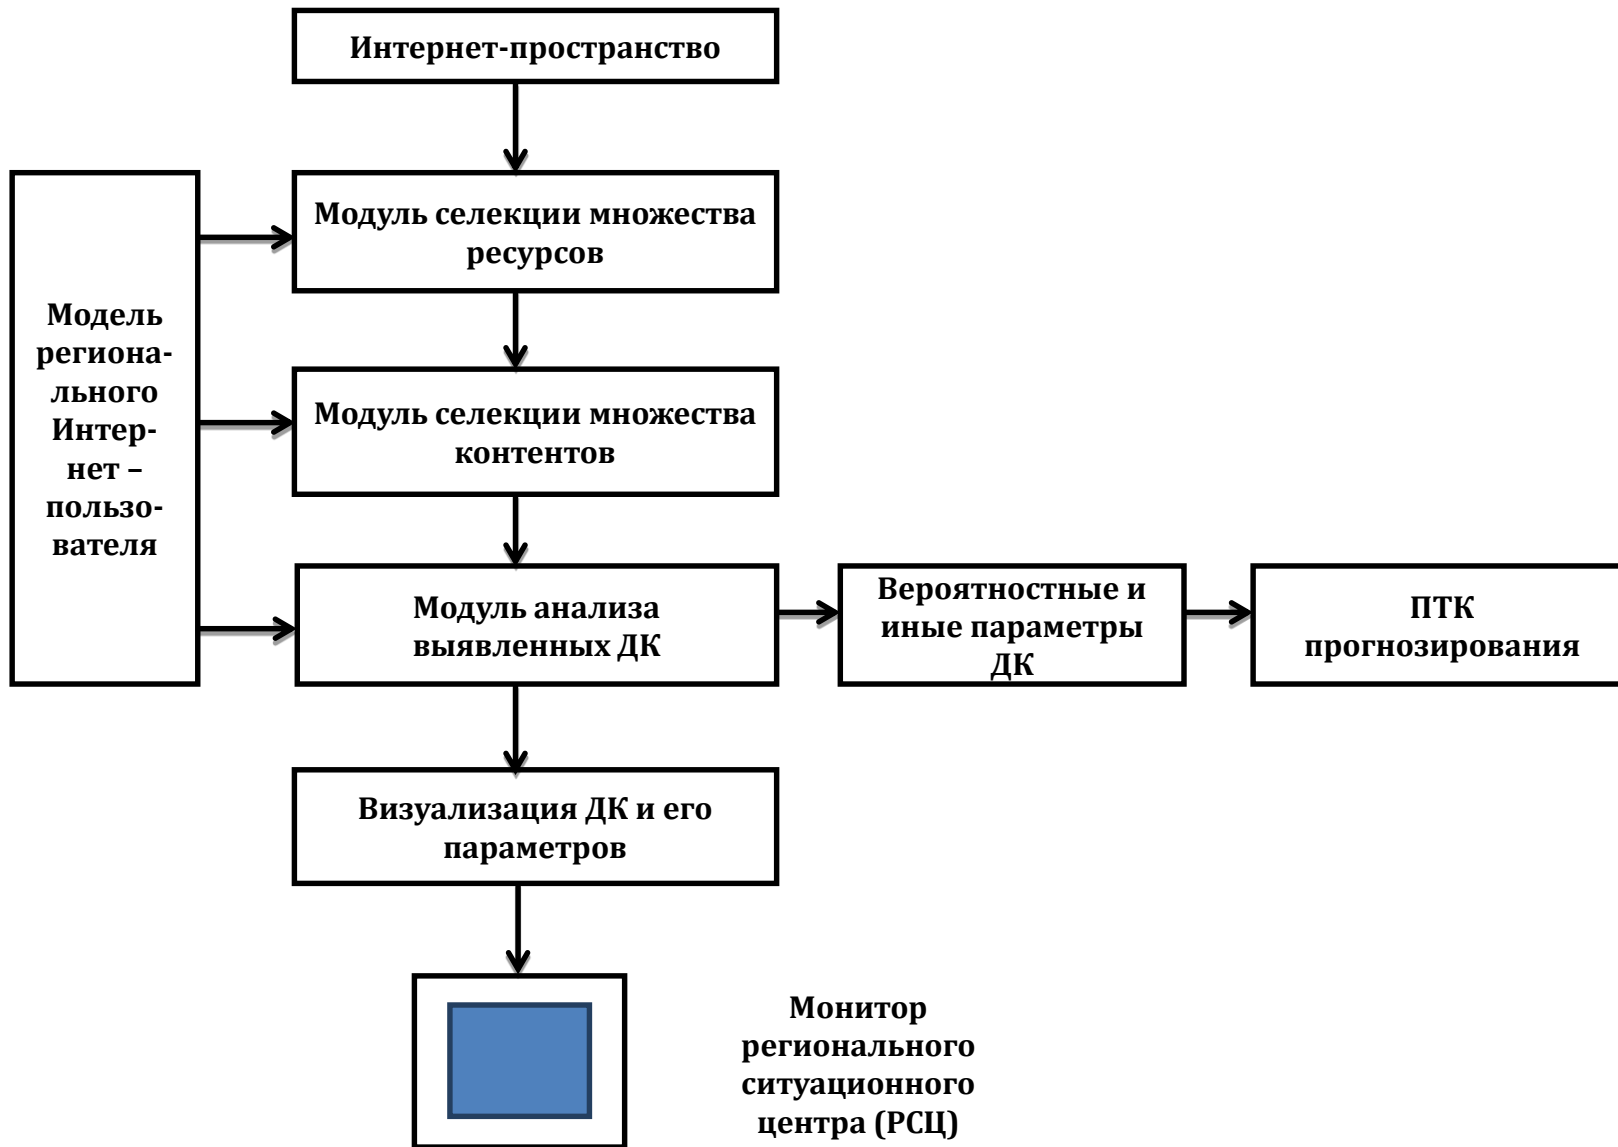 Интернет-пространство
Модуль селекции множества
ресурсов
Модель
региона-
льного
Интер-
нет –
пользо-
вателя
Модуль селекции множества
контентов
Модуль анализа
выявленных ДК
Вероятностные и
иные параметры
ДК
ПТК
прогнозирования
Визуализация ДК и его
параметров
Монитор
регионального
ситуационного
центра (РСЦ)